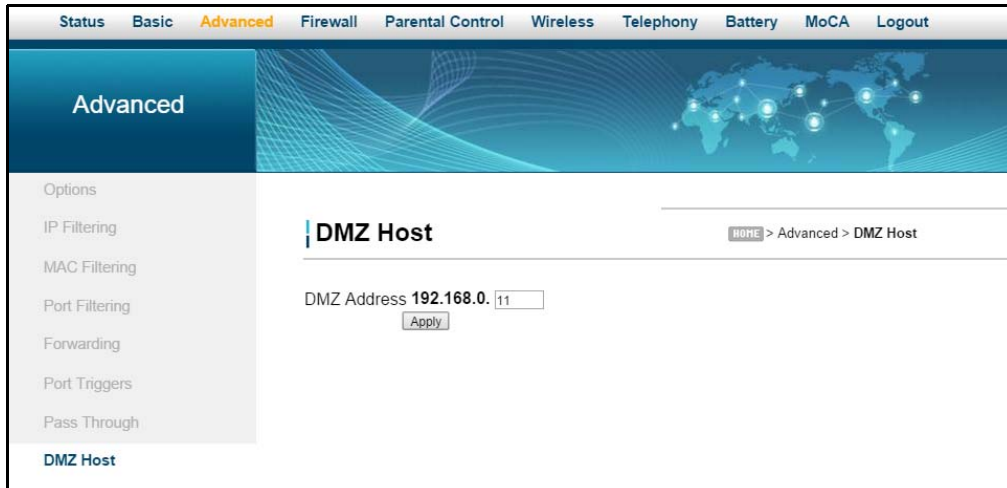 Status Basic Advanced Firewall Parental Control Wireless Telephony Battery MoCA Logout
Advanced
Options
IP Filtering
MAC Filtering
Port Filtering
Forwarding
Port Triggers
Pass Through
DMZ Host
DMZ Host
HOME > Advanced > DMZ Host
DMZ Address 192.168.0. 11
Apply